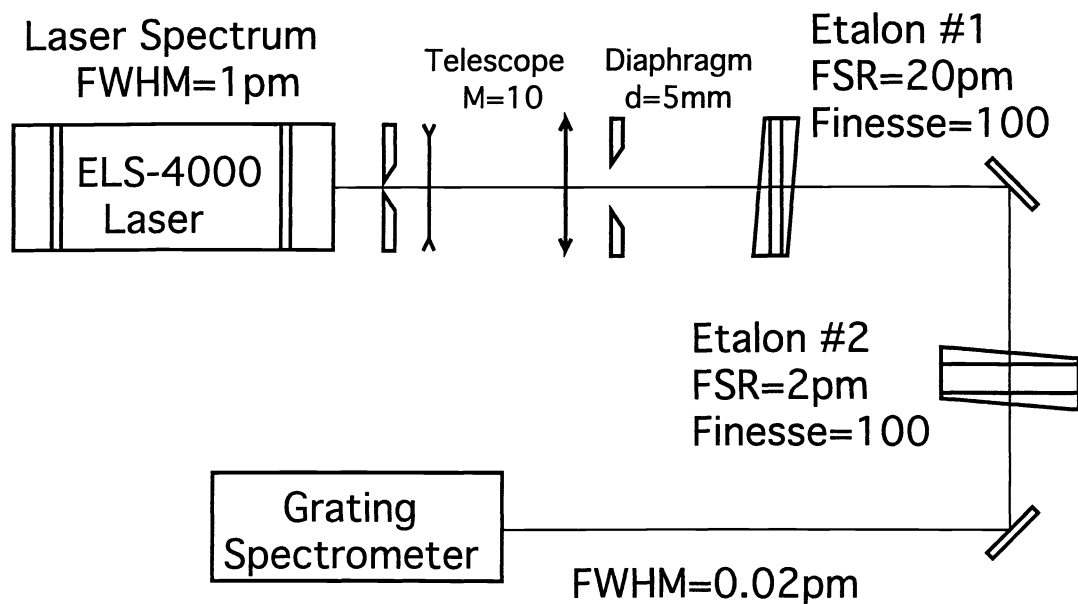 Laser Spectrum
FWHM=1pm
ELS-4000
Laser
Telescope
M=10
Diaphragm
d=5mm
Etalon #1
FSR=20pm
Finesse=100
Etalon #2
FSR=2pm
Finesse=100
Grating
Spectrometer
FWHM=0.02pm